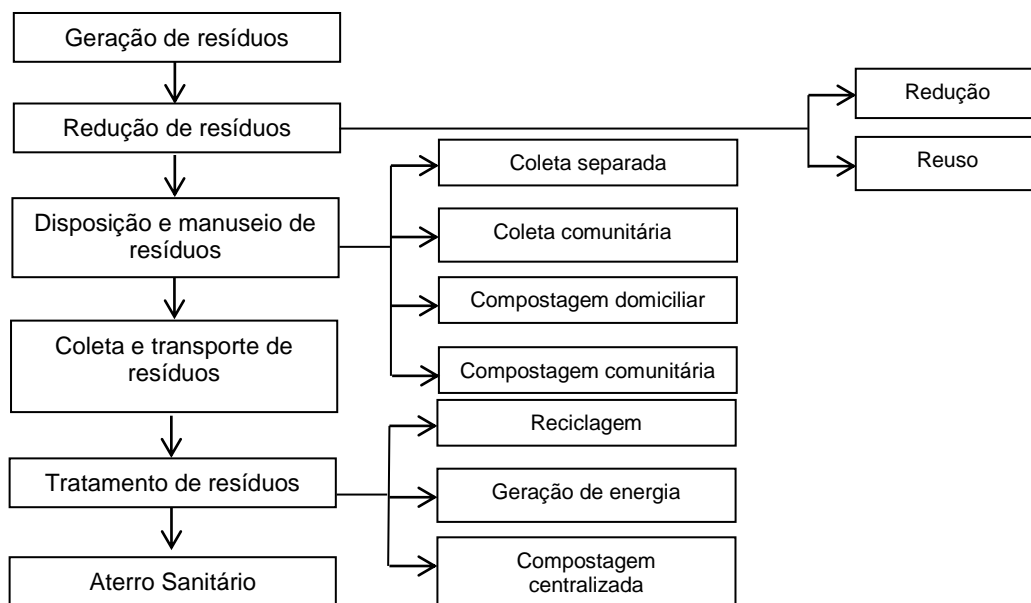 Geração de resíduos
Redução de resíduos
Redução
Reuso
Disposição e manuseio de
resíduos
Coleta separada
Coleta comunitária
Compostagem domiciliar
Compostagem comunitária
Coleta e transporte de
resíduos
Tratamento de resíduos
Reciclagem
Geração de energia
Compostagem
centralizada
Aterro Sanitário